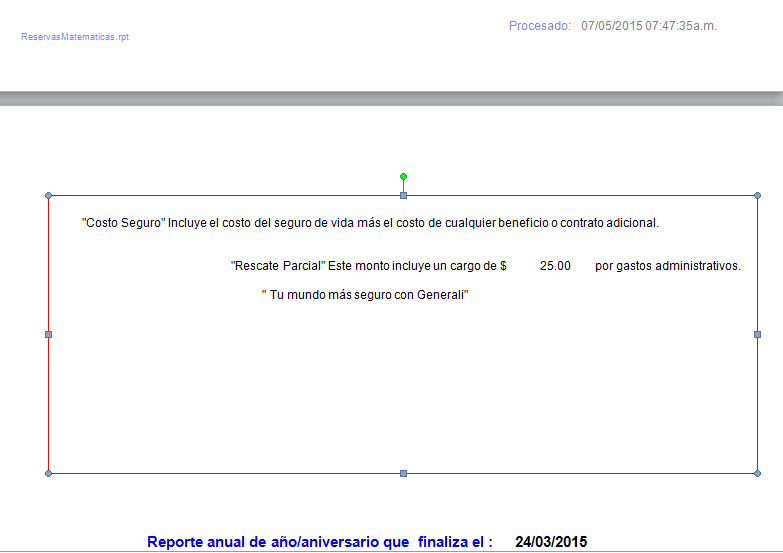 Procesado: 07/05/2015 07:47:35a.m.
ReservasMatematicas.rpt
"Costo Seguro" Incluye el costo del seguro de vida más el costo de cualquier beneficio o contrato adicional.
"Rescate Parcial" Este monto incluye un cargo de $ 25.00 por gastos administrativos.
" Tu mundo más seguro con Generali"
Reporte anual de año/aniversario que finaliza el : 24/03/2015